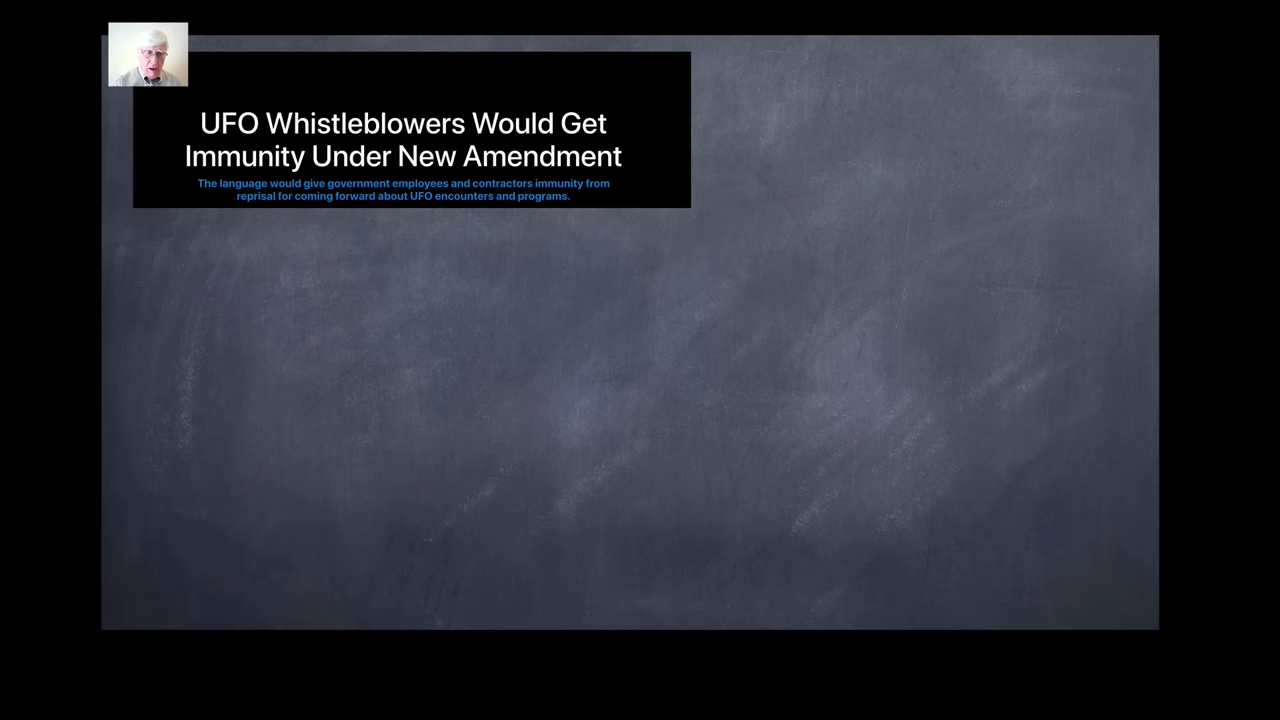 UFO Whistleblowers Would Get
Immunity Under New Amendment
The language would give government employees and contractors immunity from
reprisal for coming forward about UFO encounters and programs.